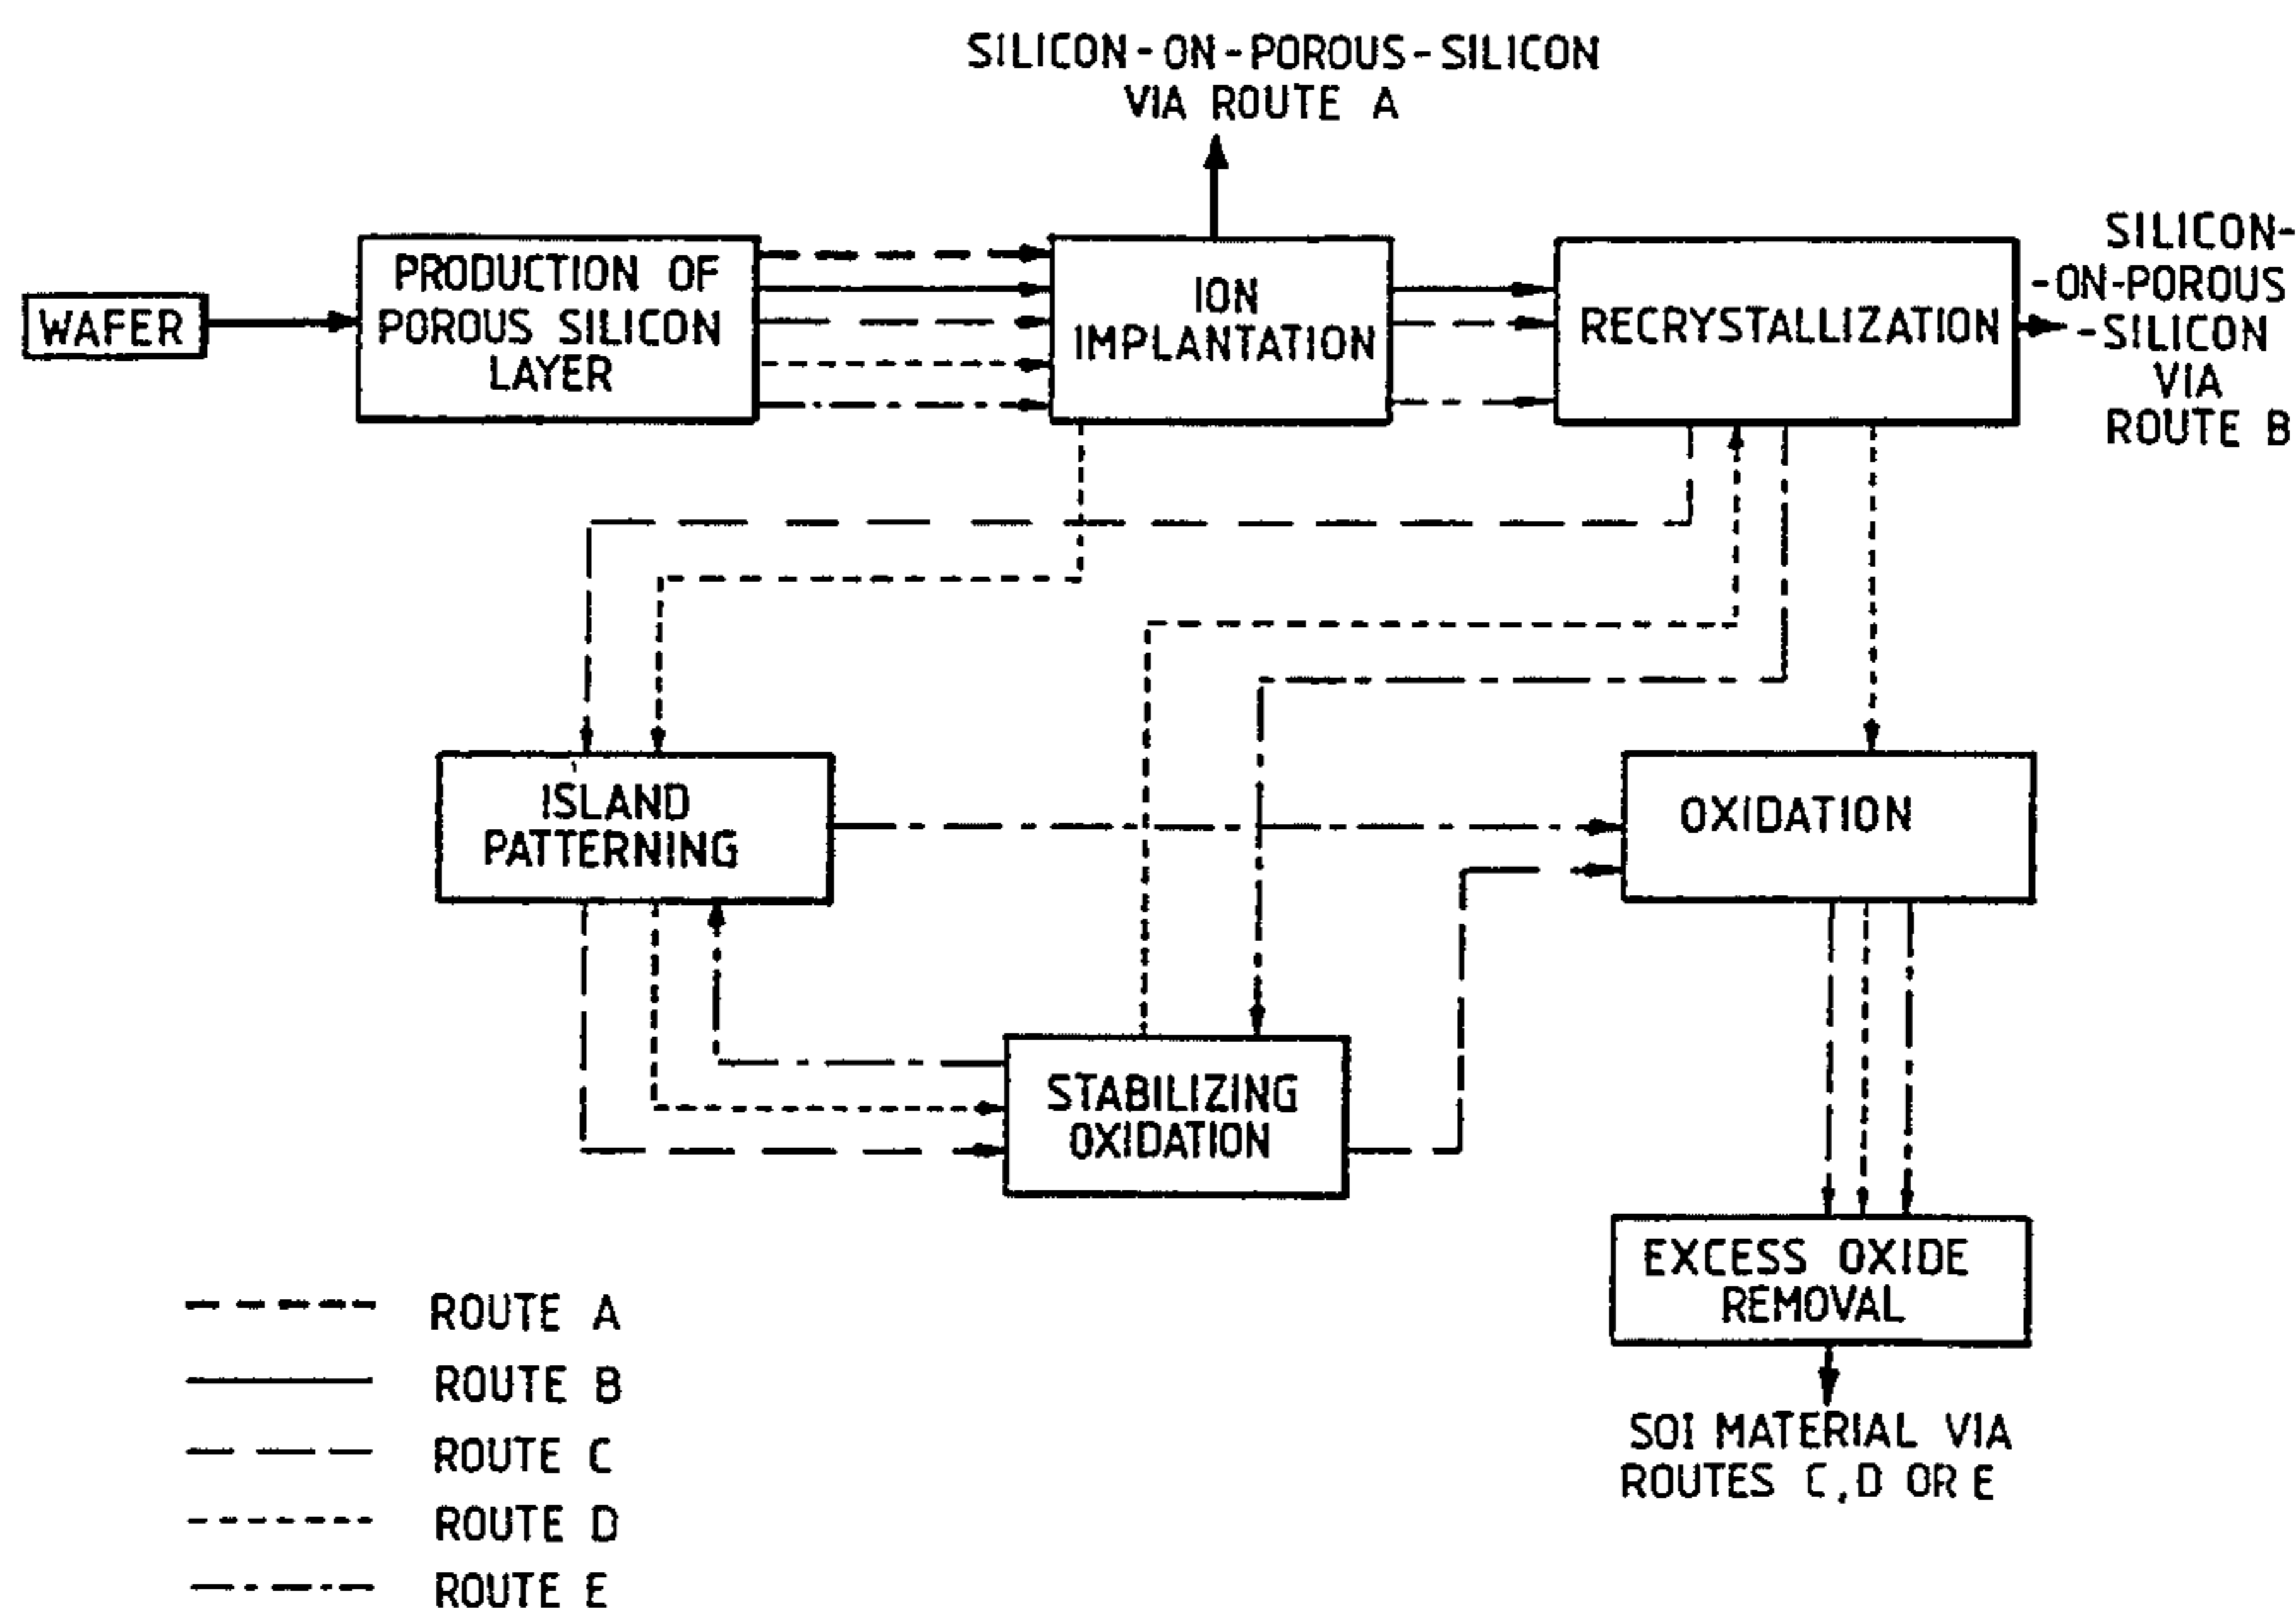 SILICON-ON-POROUS-SILICON
VIA ROUTE A
WAFER
PRODUCTION OF
POROUS SILICON
LAYER
ION
IMPLANTATION
RECRYSTALLIZATION
SILICON-
-ON-POROUS
-SILICON
VIA
ROUTE B
ISLAND
PATTERNING
OXIDATION
STABILIZING
OXIDATION
EXCESS OXIDE
REMOVAL
SOI MATERIAL VIA
ROUTES C,D OR E
ROUTE A
ROUTE B
ROUTE C
ROUTE D
ROUTE E